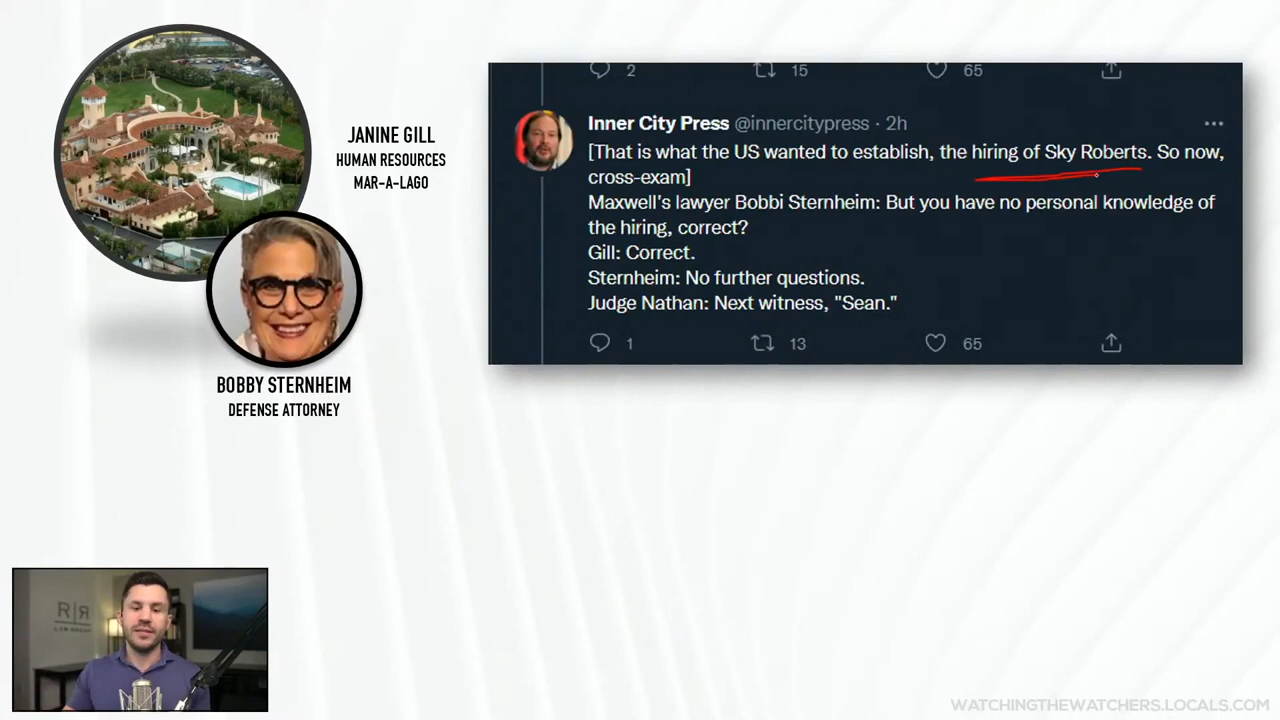 JANINE GILL
HUMAN RESOURCES
MAR-A-LAGO
BOBBY STERNHEIM
DEFENSE ATTORNEY
2 15 65
Inner City Press @innercitypress · 2h
[That is what the US wanted to establish, the hiring of Sky Roberts. So now,
cross-exam]
Maxwell's lawyer Bobbi Sternheim: But you have no personal knowledge of
the hiring, correct?
Gill: Correct.
Sternheim: No further questions.
Judge Nathan: Next witness, "Sean."
1 13 65
R|R
LAW GROUP
WATCHINGTHEWATCHERS.LOCALS.COM